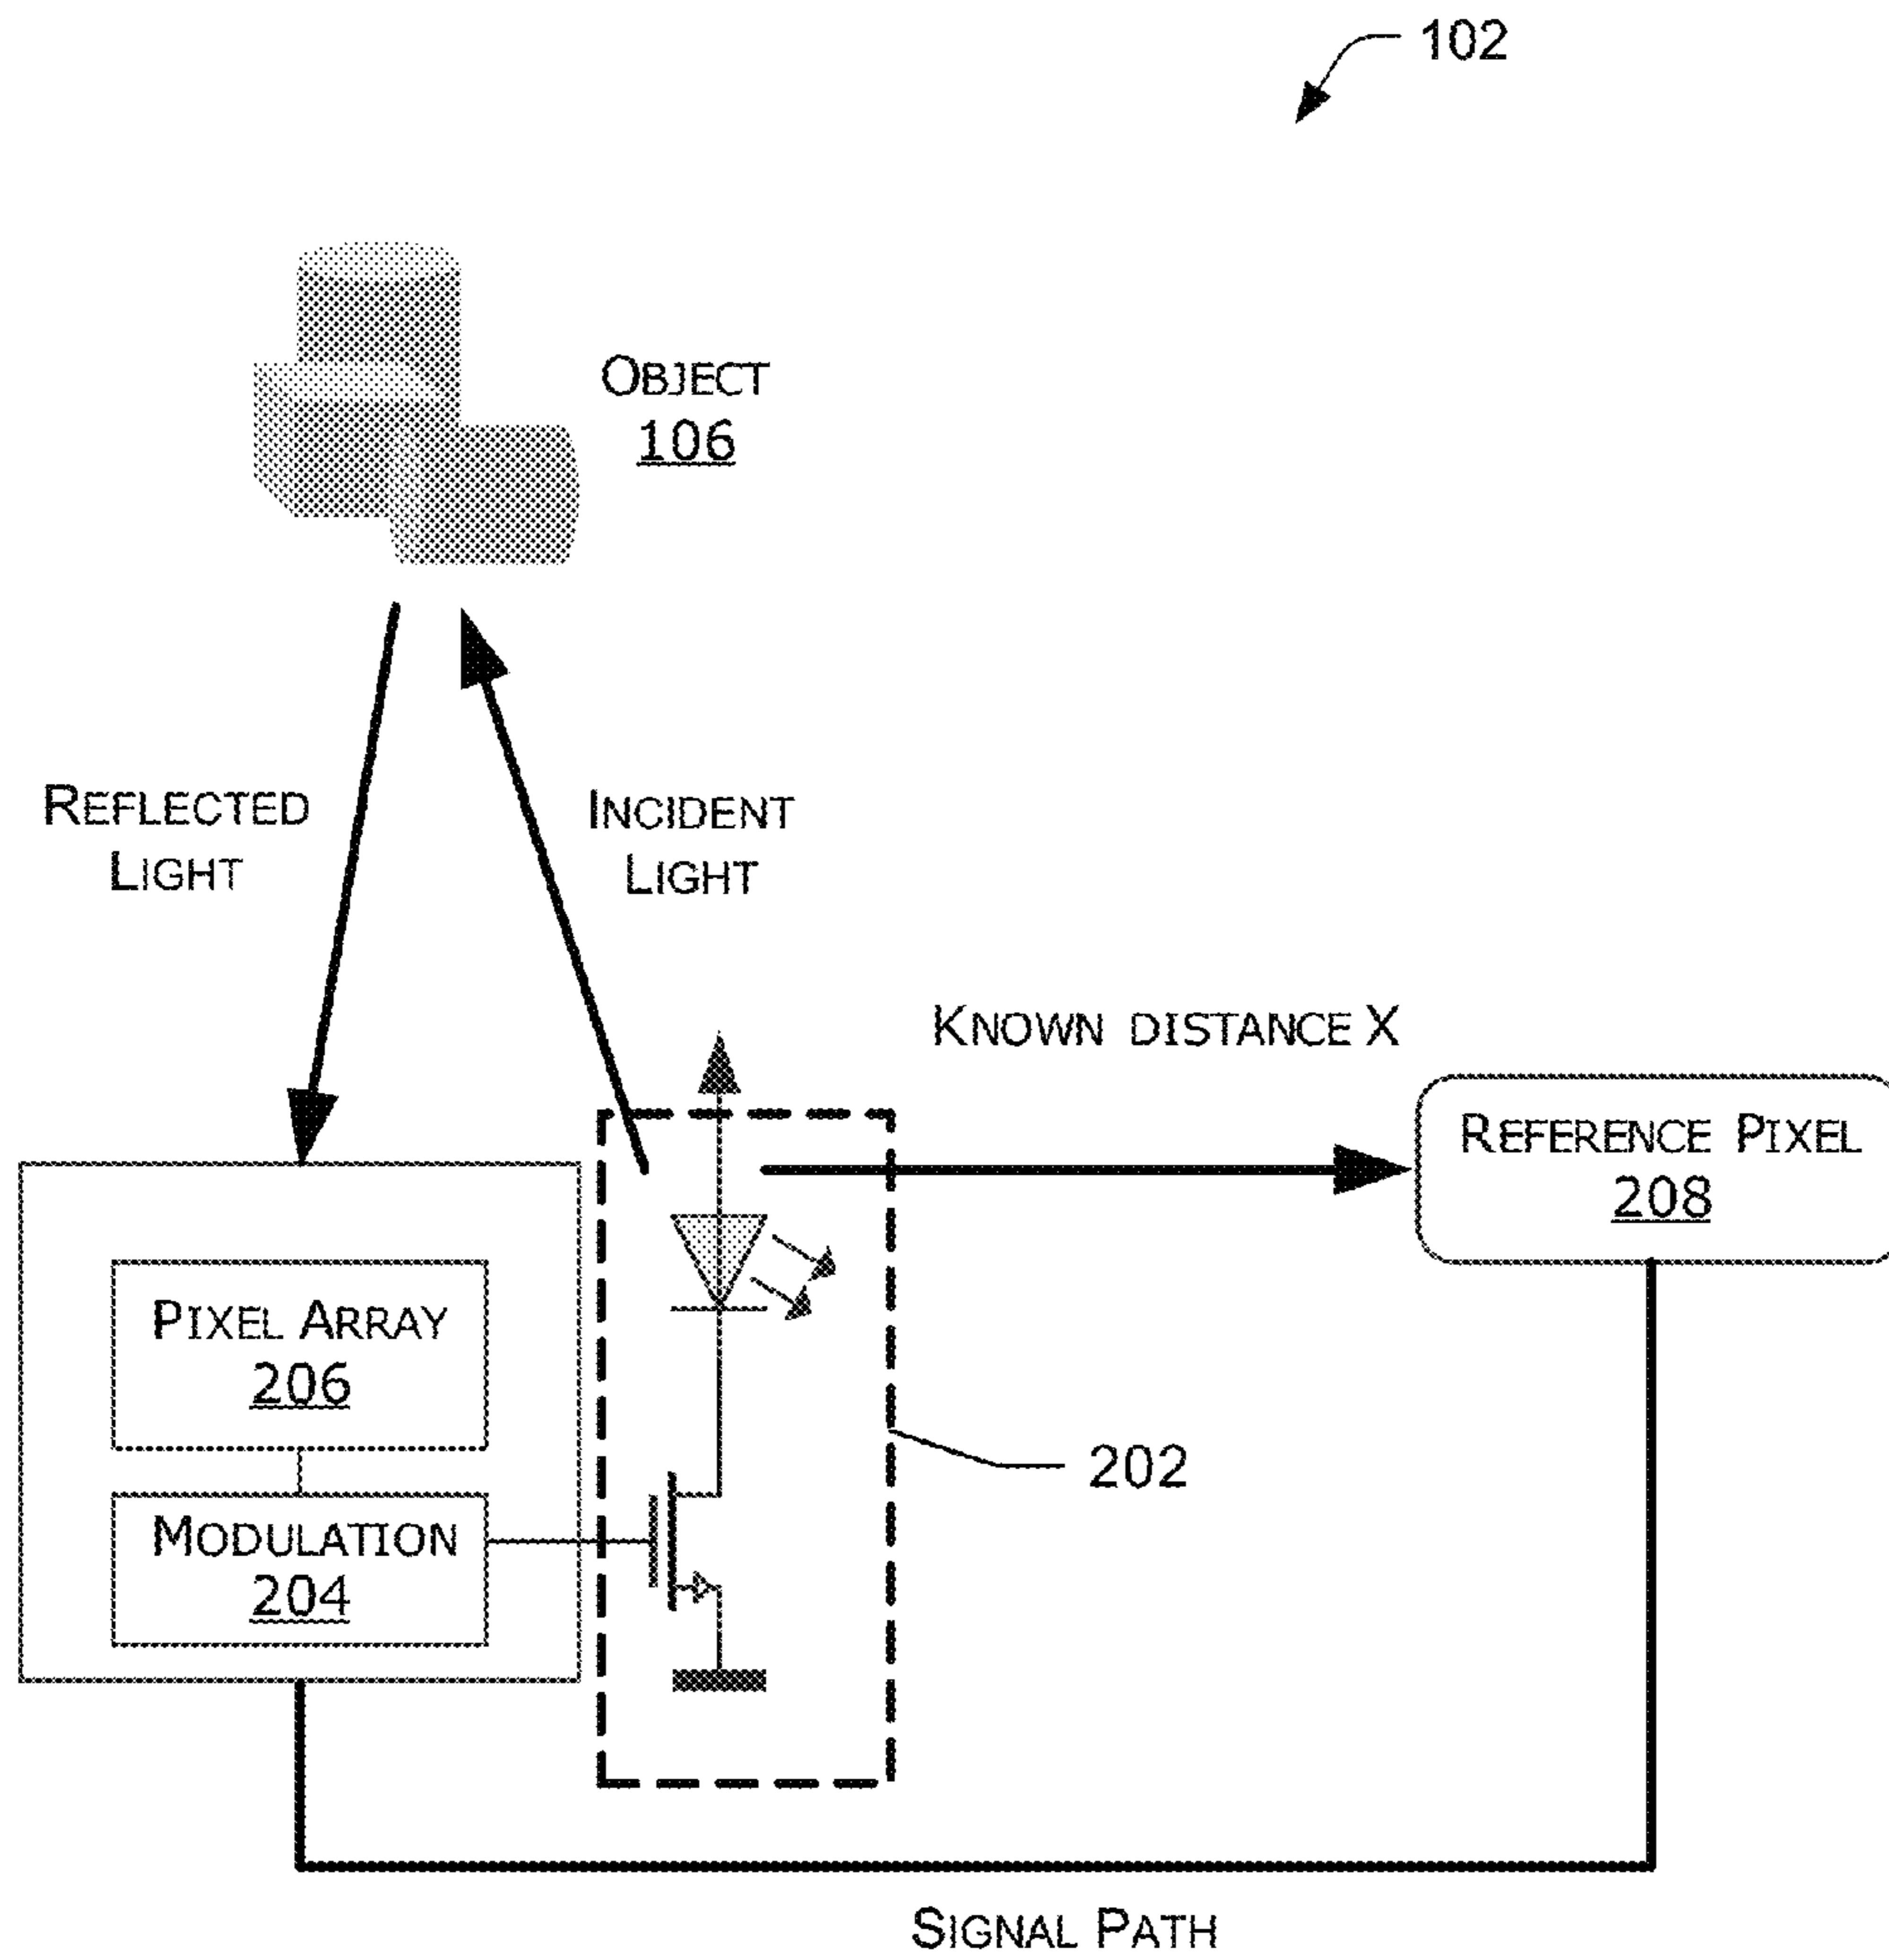 102
OBJECT
106
REFLECTED
LIGHT
INCIDENT
LIGHT
KNOWN DISTANCE X
REFERENCE PIXEL
208
PIXEL ARRAY
206
202
MODULATION
204
SIGNAL PATH